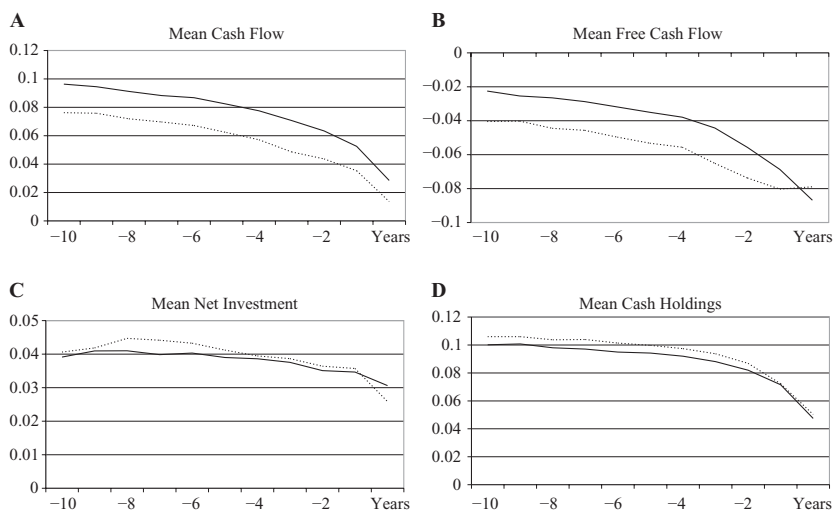 A
Mean Cash Flow
0.12
0.1
0.08
0.06
0.04
0.02
0
−10 −8 −6 −4 −2 Years
B
Mean Free Cash Flow
0
−0.02
−0.04
−0.06
−0.08
−0.1
−10 −8 −6 −4 −2 Years
C
Mean Net Investment
0.05
0.04
0.03
0.02
0.01
0
−10 −8 −6 −4 −2 Years
D
Mean Cash Holdings
0.12
0.1
0.08
0.06
0.04
0.02
0
−10 −8 −6 −4 −2 Years